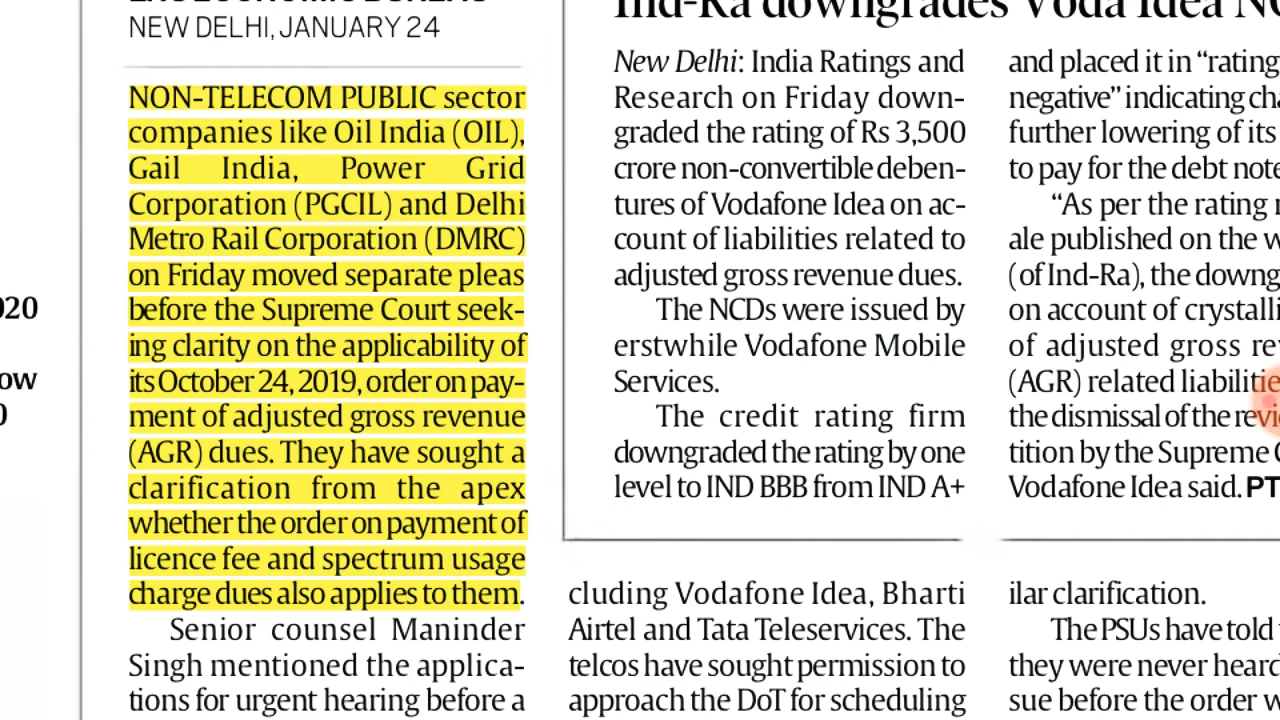 NEW DELHI, JANUARY 24
NON-TELECOM PUBLIC sector
companies like Oil India (OIL),
Gail India, Power Grid
Corporation (PGCIL) and Delhi
Metro Rail Corporation (DMRC)
on Friday moved separate pleas
before the Supreme Court seek-
ing clarity on the applicability of
its October 24, 2019, order on pay-
ment of adjusted gross revenue
(AGR) dues. They have sought a
clarification from the apex
whether the order on payment of
licence fee and spectrum usage
charge dues also applies to them.
Senior counsel Maninder
Singh mentioned the applica-
tions for urgent hearing before a
Ind-Ra downgrades Voda Idea
New Delhi: India Ratings and
Research on Friday down-
graded the rating of Rs 3,500
crore non-convertible deben-
tures of Vodafone Idea on ac-
count of liabilities related to
adjusted gross revenue dues.
The NCDs were issued by
erstwhile Vodafone Mobile
Services.
The credit rating firm
downgraded the rating by one
level to IND BBB from IND A+
and placed it in “rating
negative” indicating
further lowering of its
to pay for the debt
“As per the rating
ale published on the
(of Ind-Ra), the
on account of
of adjusted gross
(AGR) related
the dismissal of the
tition by the Supreme
Vodafone Idea said.
cluding Vodafone Idea, Bharti
Airtel and Tata Teleservices. The
telcos have sought permission to
approach the DoT for scheduling
ilar clarification.
The PSUs have told
they were never heard
sue before the order